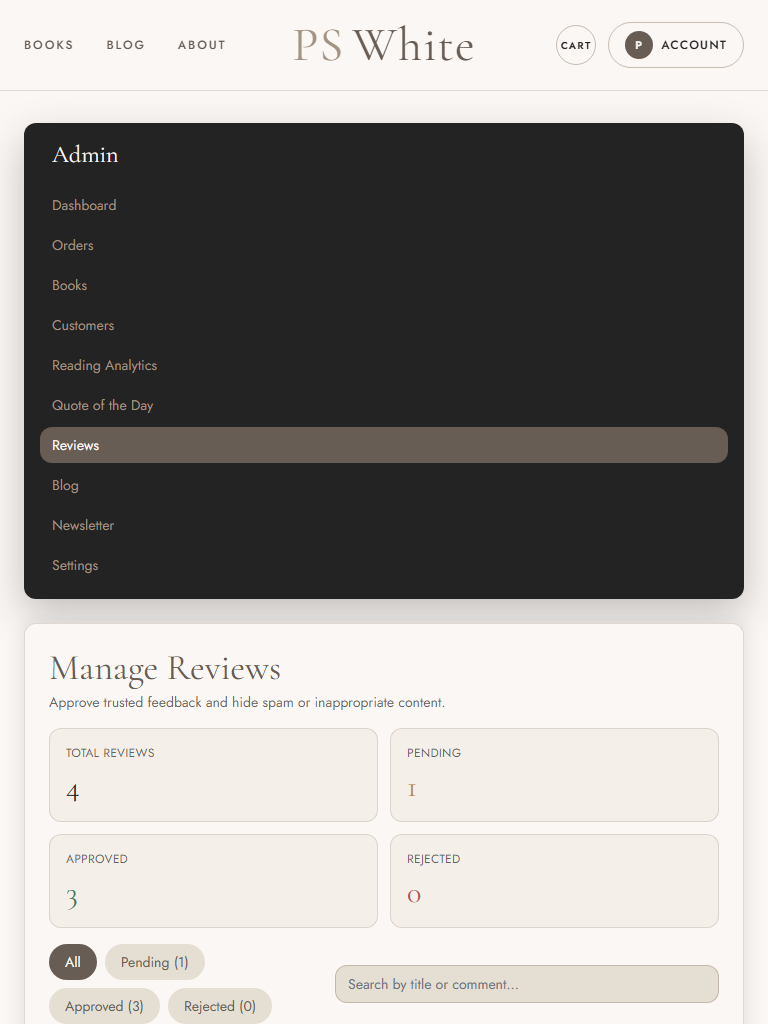 BOOKS BLOG ABOUT PS White CART P ACCOUNT
Admin
Dashboard
Orders
Books
Customers
Reading Analytics
Quote of the Day
Reviews
Blog
Newsletter
Settings
Manage Reviews
Approve trusted feedback and hide spam or inappropriate content.
TOTAL REVIEWS
4
PENDING
1
APPROVED
3
REJECTED
0
All Pending (1)
Approved (3) Rejected (0)
Search by title or comment...